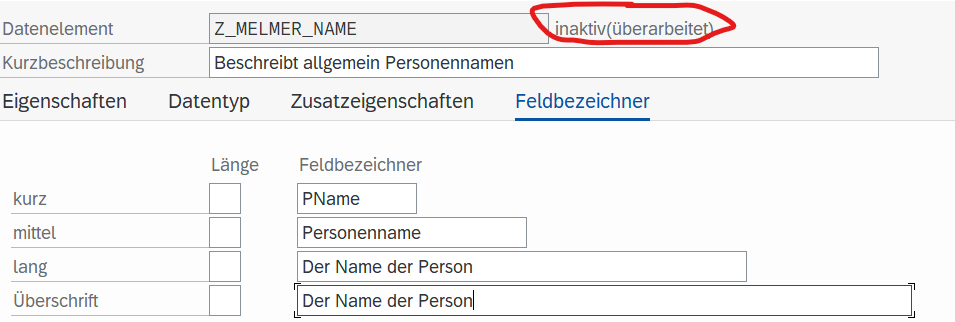 Datenelement Z_MELMER_NAME inaktiv(überarbeitet)
Kurzbeschreibung Beschreibt allgemein Personennamen
Eigenschaften Datentyp Zusatzeigenschaften Feldbezeichner
Länge Feldbezeichner
kurz PName
mittel Personenname
lang Der Name der Person
Überschrift Der Name der Person